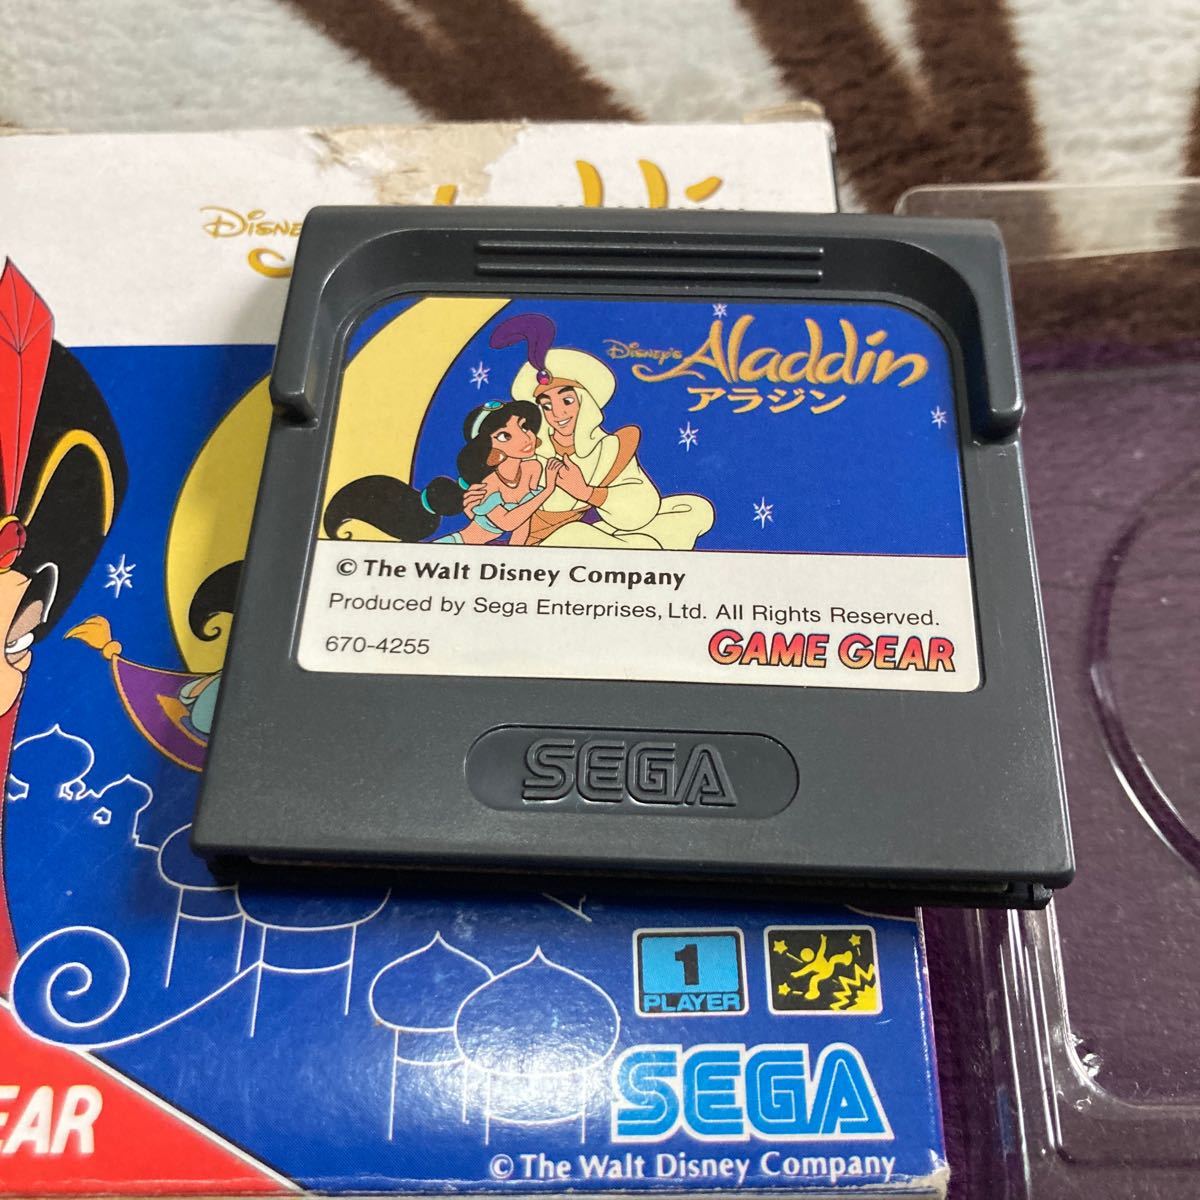 Disney's Aladdin
アラジン
© The Walt Disney Company
Produced by Sega Enterprises, Ltd. All Rights Reserved.
670-4255
GAME GEAR
SEGA
1
PLAYER
SEGA
EAR
© The Walt Disney Company